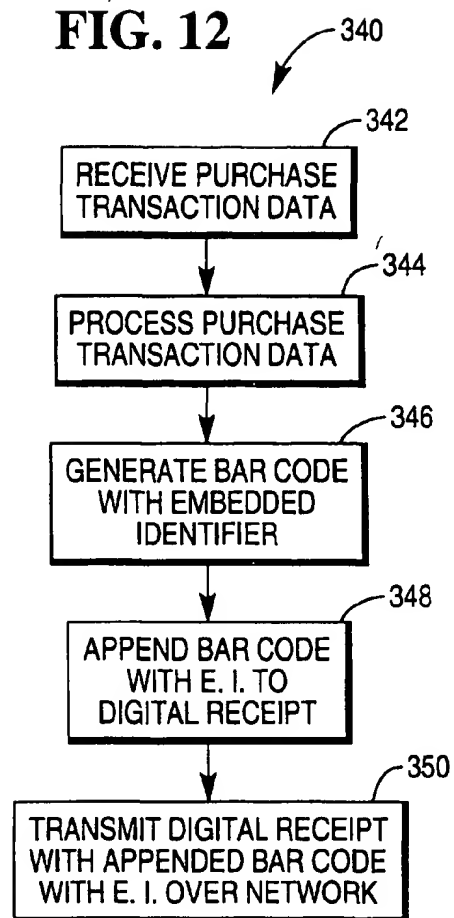 FIG. 12
340
342
RECEIVE PURCHASE
TRANSACTION DATA
344
PROCESS PURCHASE
TRANSACTION DATA
346
GENERATE BAR CODE
WITH EMBEDDED
IDENTIFIER
348
APPEND BAR CODE
WITH E. I. TO
DIGITAL RECEIPT
350
TRANSMIT DIGITAL RECEIPT
WITH APPENDED BAR CODE
WITH E. I. OVER NETWORK